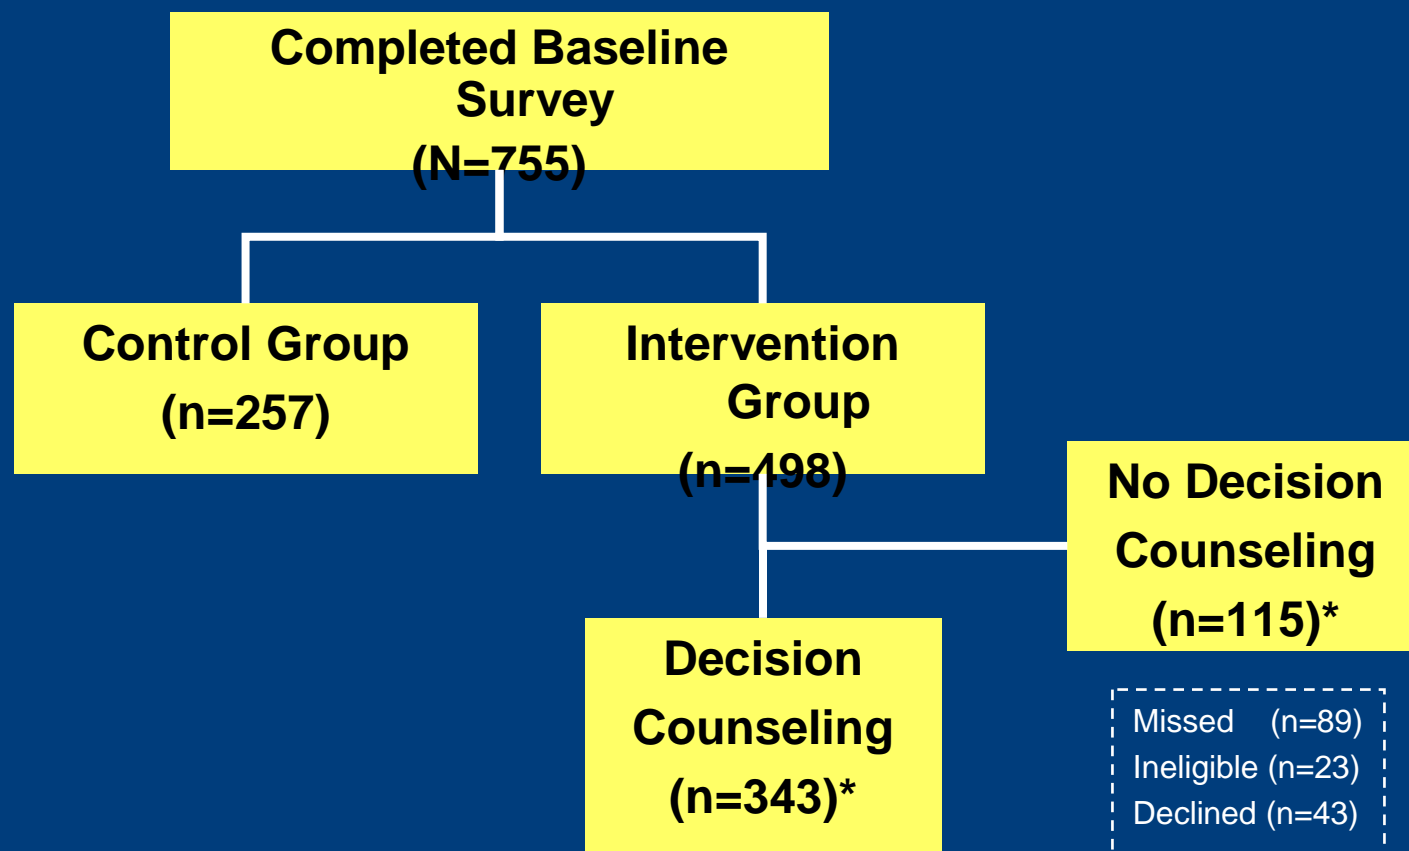 Completed Baseline
Survey
(N=755)
Control Group
(n=257)
Intervention
Group
(n=498)
No Decision
Counseling
(n=115)*
Decision
Counseling
(n=343)*
Missed (n=89)
Ineligible (n=23)
Declined (n=43)